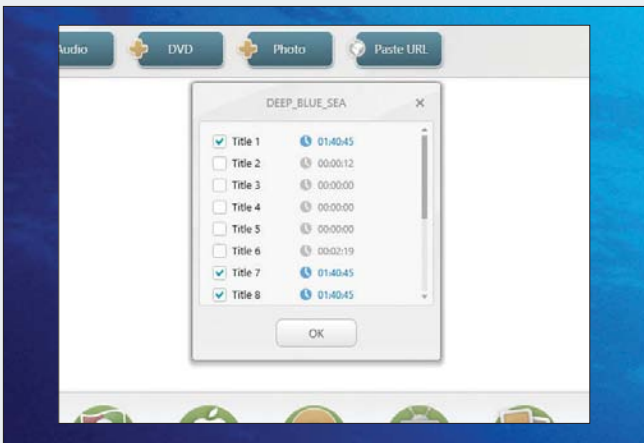 Audio DVD Photo Paste URL
DEEP_BLUE_SEA ×
Title 1 01:40:45
Title 2 00:00:12
Title 3 00:00:00
Title 4 00:00:00
Title 5 00:00:00
Title 6 00:02:19
Title 7 01:40:45
Title 8 01:40:45
OK